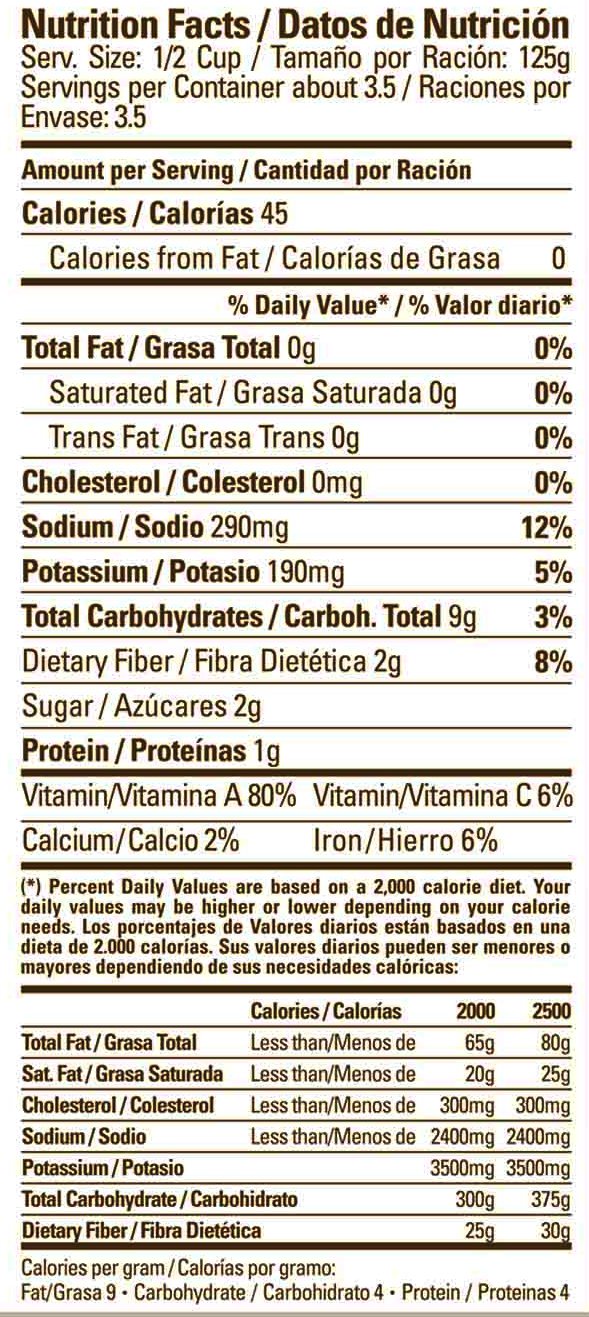 Nutrition Facts / Datos de Nutrición
Serv. Size: 1/2 Cup / Tamaño por Ración: 125g
Servings per Container about 3.5 / Raciones por
Envase: 3.5
Amount per Serving / Cantidad por Ración
Calories / Calorías 45
Calories from Fat / Calorías de Grasa 0
% Daily Value* / % Valor diario*
Total Fat / Grasa Total 0g 0%
Saturated Fat / Grasa Saturada 0g 0%
Trans Fat / Grasa Trans 0g 0%
Cholesterol / Colesterol 0mg 0%
Sodium / Sodio 290mg 12%
Potassium / Potasio 190mg 5%
Total Carbohydrates / Carboh. Total 9g 3%
Dietary Fiber / Fibra Dietética 2g 8%
Sugar / Azúcares 2g
Protein / Proteínas 1g
Vitamin/Vitamina A 80% Vitamin/Vitamina C 6%
Calcium/Calcio 2% Iron/Hierro 6%
(*) Percent Daily Values are based on a 2,000 calorie diet. Your
daily values may be higher or lower depending on your calorie
needs. Los porcentajes de Valores diarios están basados en una
dieta de 2.000 calorías. Sus valores diarios pueden ser menores o
mayores dependiendo de sus necesidades calóricas:
Calories / Calorías 2000 2500
Total Fat / Grasa Total Less than/Menos de 65g 80g
Sat. Fat / Grasa Saturada Less than/Menos de 20g 25g
Cholesterol / Colesterol Less than/Menos de 300mg 300mg
Sodium / Sodio Less than/Menos de 2400mg 2400mg
Potassium / Potasio 3500mg 3500mg
Total Carbohydrate / Carbohidrato 300g 375g
Dietary Fiber / Fibra Dietética 25g 30g
Calories per gram / Calorías por gramo:
Fat/Grasa 9 • Carbohydrate / Carbohidrato 4 • Protein / Proteinas 4